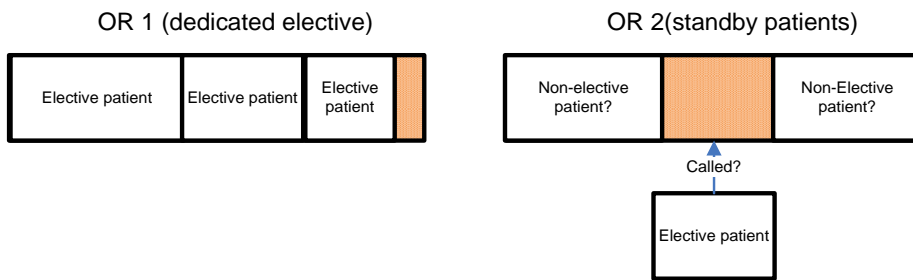 OR 1 (dedicated elective)
OR 2(standby patients)
Elective patient
Elective patient
Elective
patient
Non-elective
patient?
Non-Elective
patient?
Called?
Elective patient